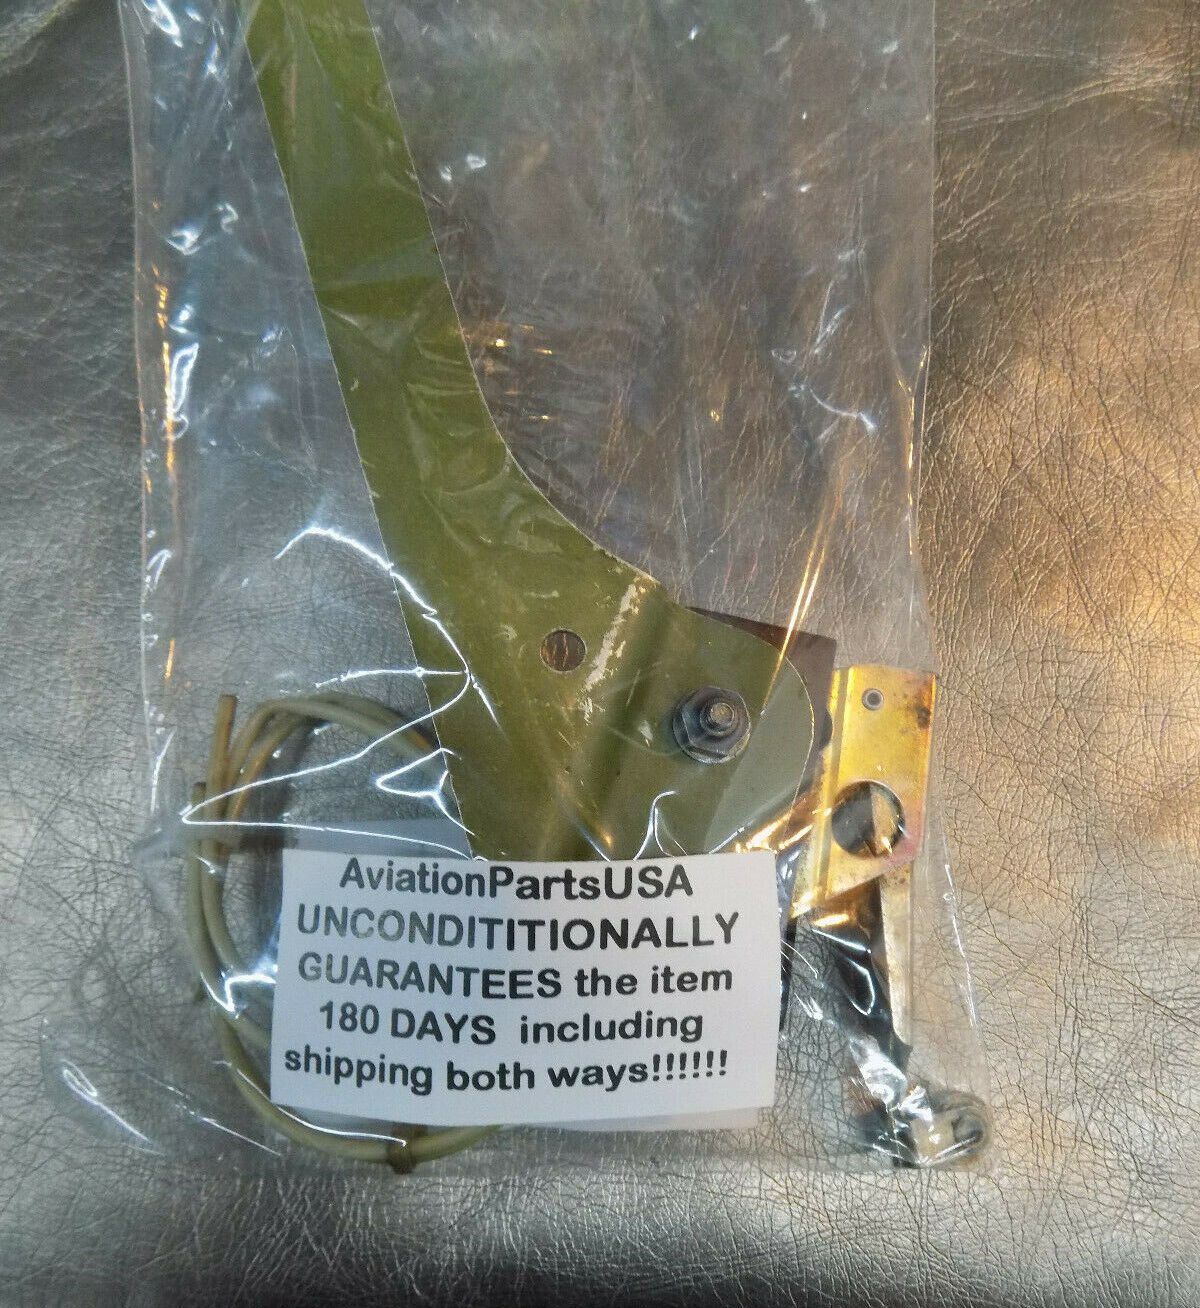 AviationPartsUSA
UNCONDITITIONALLY
GUARANTEES the item
180 DAYS including
shipping both ways!!!!!!